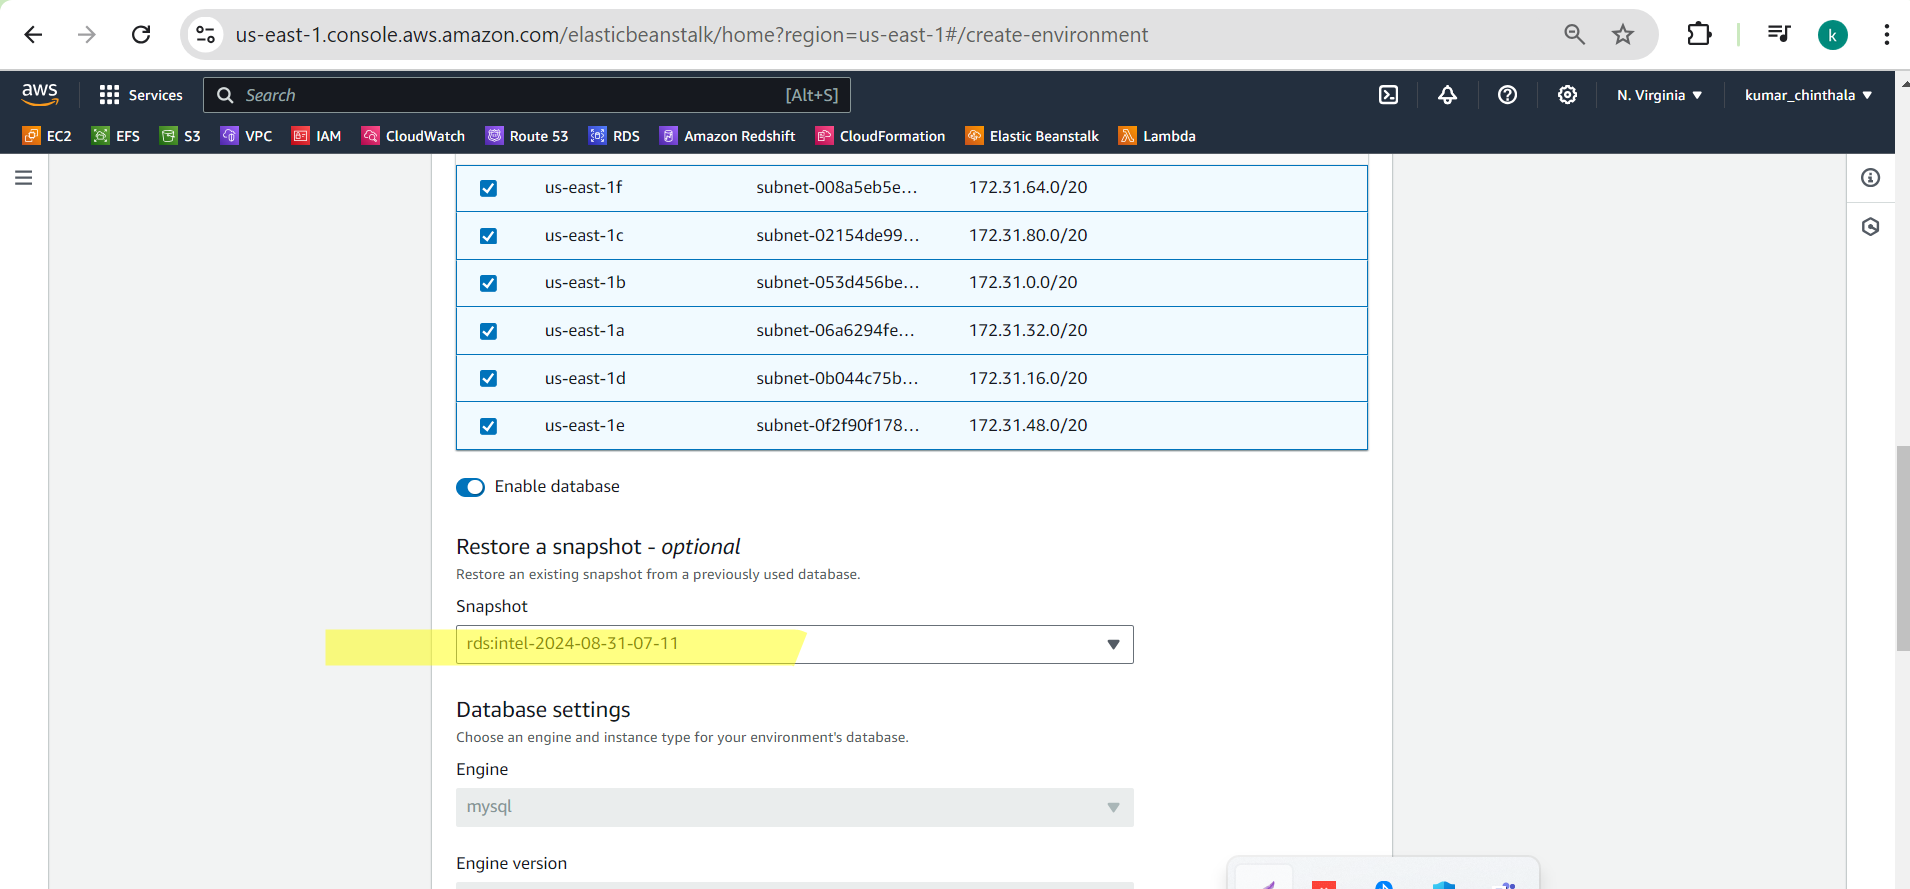 us-east-1.console.aws.amazon.com/elasticbeanstalk/home?region=us-east-1#/create-environment
k
aws Services Search [Alt+S] N. Virginia kumar_chinthala
EC2 EFS S3 VPC IAM CloudWatch Route 53 RDS Amazon Redshift CloudFormation Elastic Beanstalk Lambda
us-east-1f subnet-008a5eb5e... 172.31.64.0/20
us-east-1c subnet-02154de99... 172.31.80.0/20
us-east-1b subnet-053d456be... 172.31.0.0/20
us-east-1a subnet-06a6294fe... 172.31.32.0/20
us-east-1d subnet-0b044c75b... 172.31.16.0/20
us-east-1e subnet-0f2f90f178... 172.31.48.0/20
Enable database
Restore a snapshot - optional
Restore an existing snapshot from a previously used database.
Snapshot
rds:intel-2024-08-31-07-11
Database settings
Choose an engine and instance type for your environment's database.
Engine
mysql
Engine version